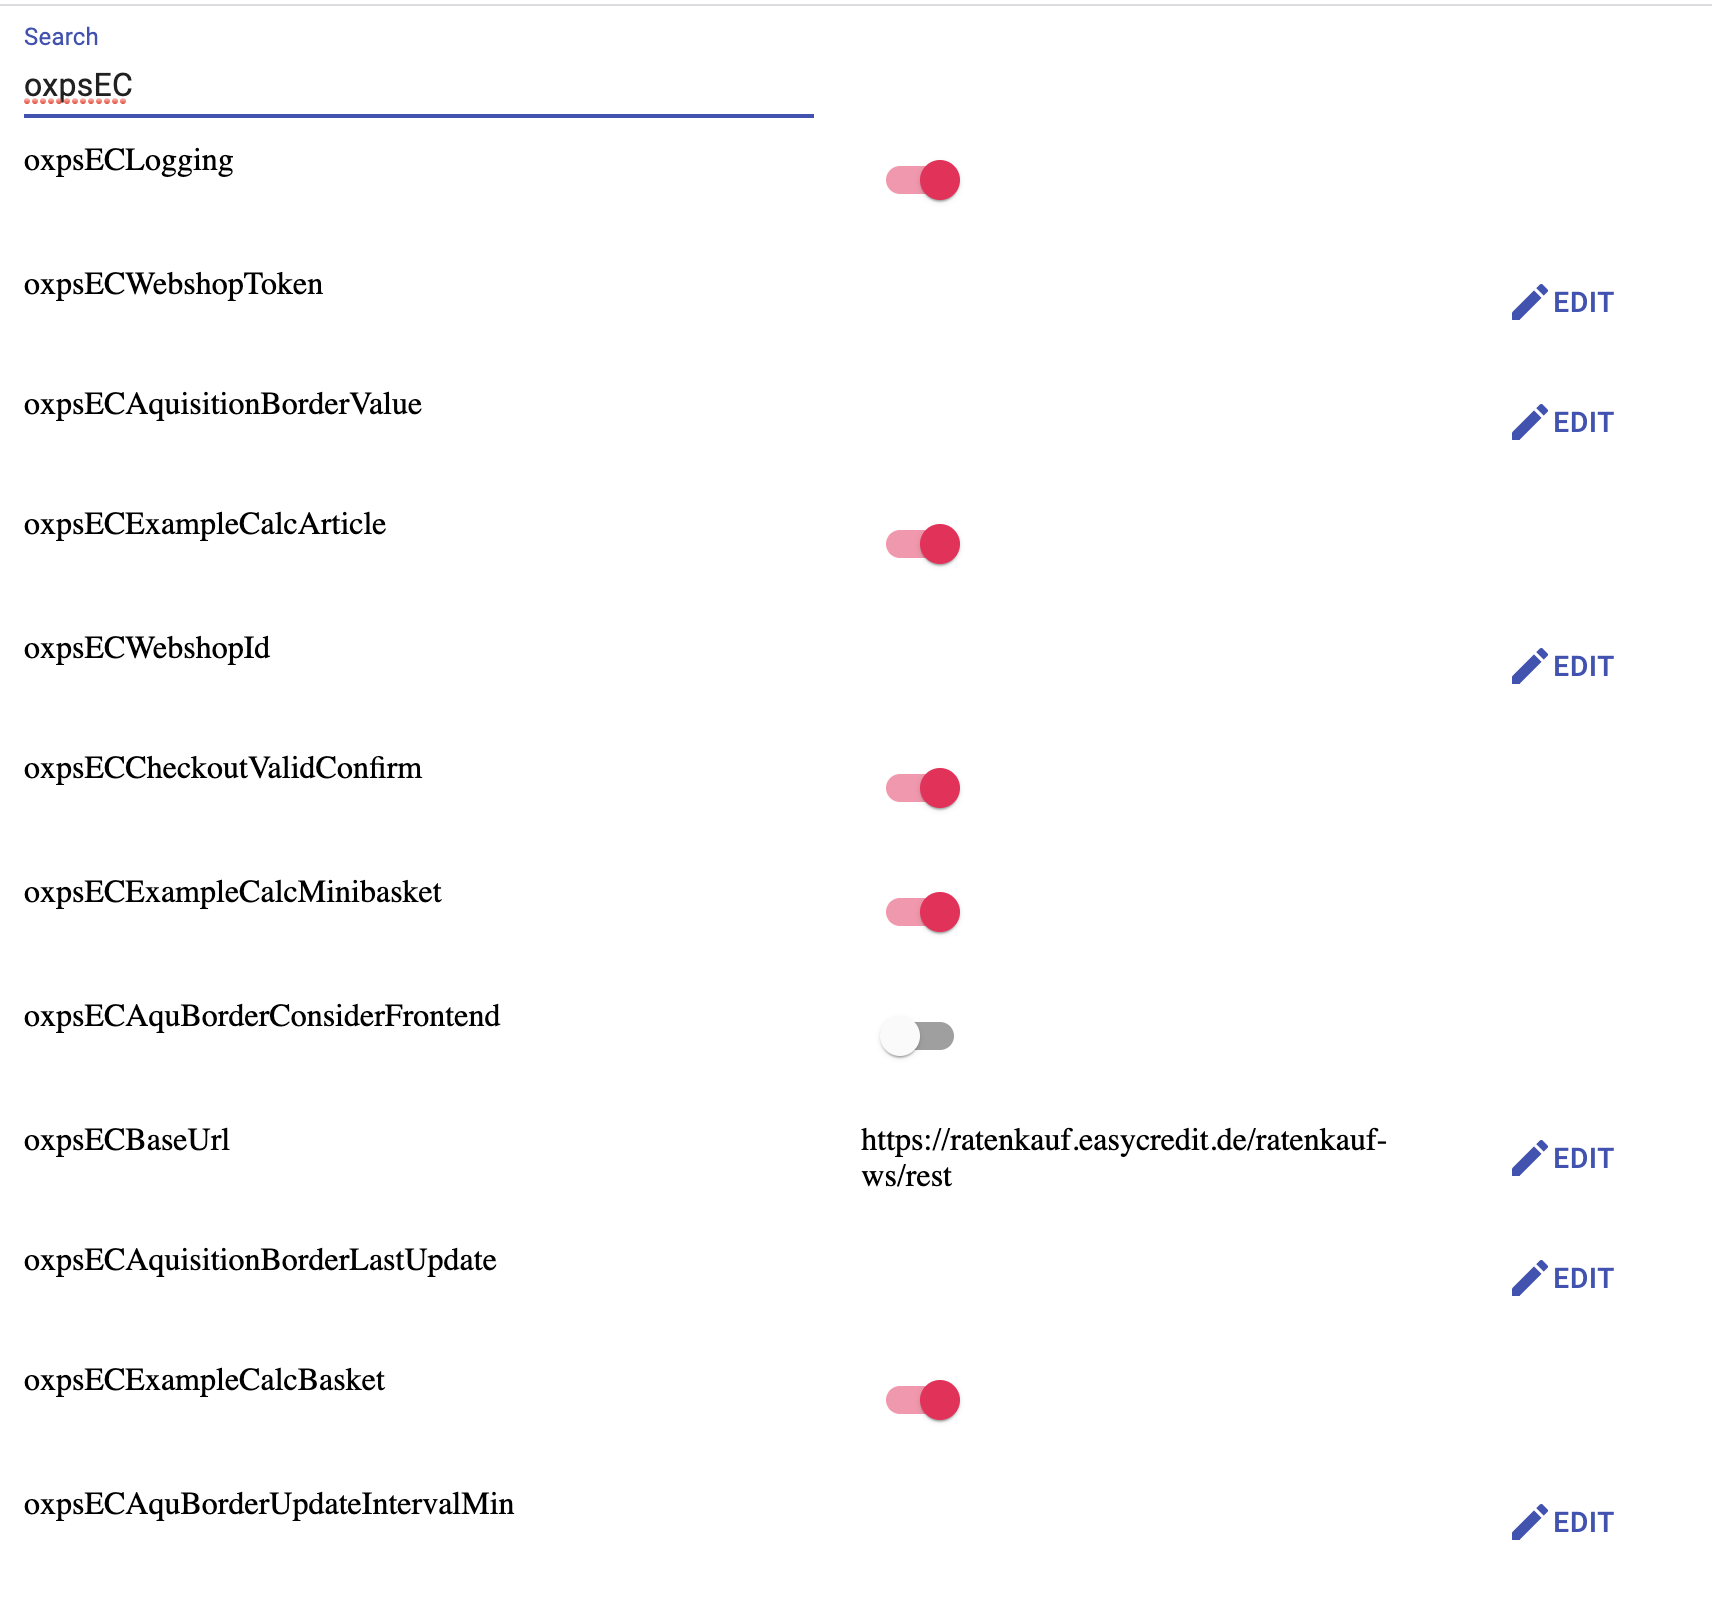 Search
oxpsEC
oxpsECLogging
oxpsECWebshopToken
EDIT
oxpsECAquisitionBorderValue
EDIT
oxpsECExampleCalcArticle
oxpsECWebshopId
EDIT
oxpsECCheckoutValidConfirm
oxpsECExampleCalcMinibasket
oxpsECAquBorderConsiderFrontend
oxpsECBaseUrl
https://ratenkauf.easycredit.de/ratenkauf-
ws/rest
EDIT
oxpsECAquisitionBorderLastUpdate
EDIT
oxpsECExampleCalcBasket
oxpsECAquBorderUpdateIntervalMin
EDIT